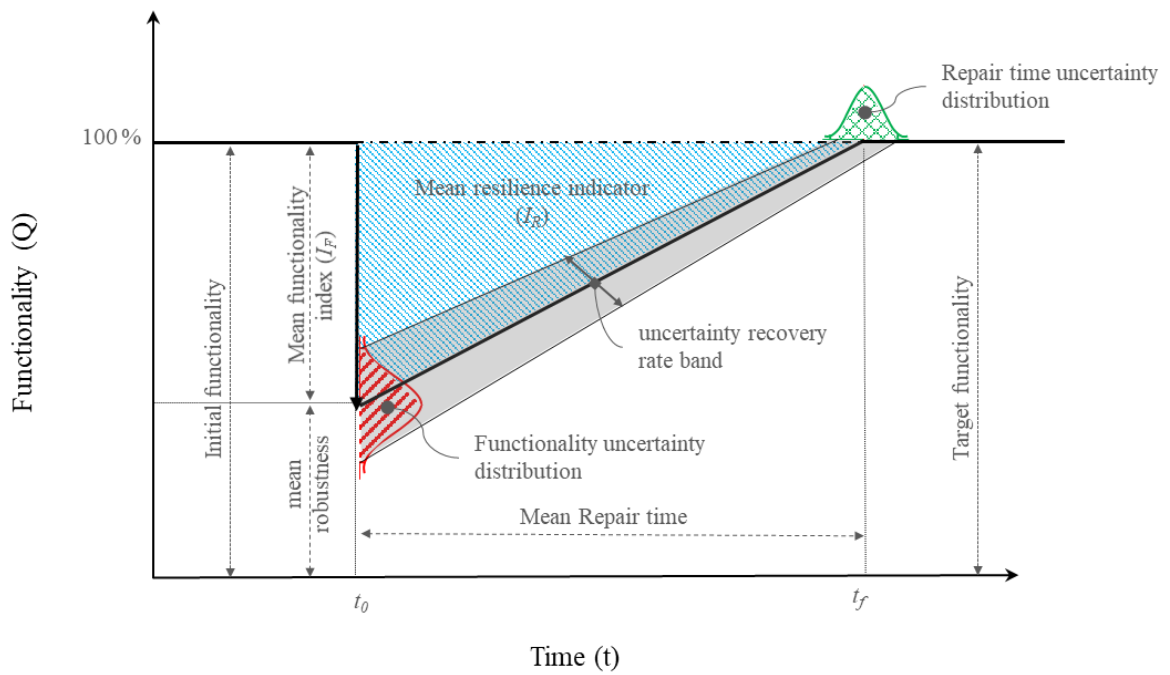 Repair time uncertainty
distribution
100 %
Mean resilience indicator
(I_R)
Functionality (Q)
Initial functionality
Mean functionality
index (I_F)
mean
robustness
uncertainty recovery
rate band
Target functionality
Functionality uncertainty
distribution
Mean Repair time
t_0
t_f
Time (t)